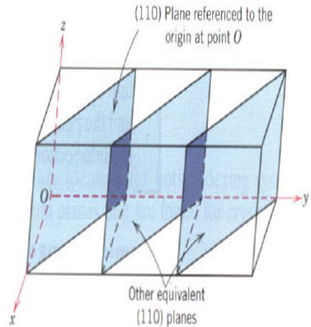 (110) Plane referenced to the
origin at point O
z
O
y
x
Other equivalent
(110) planes